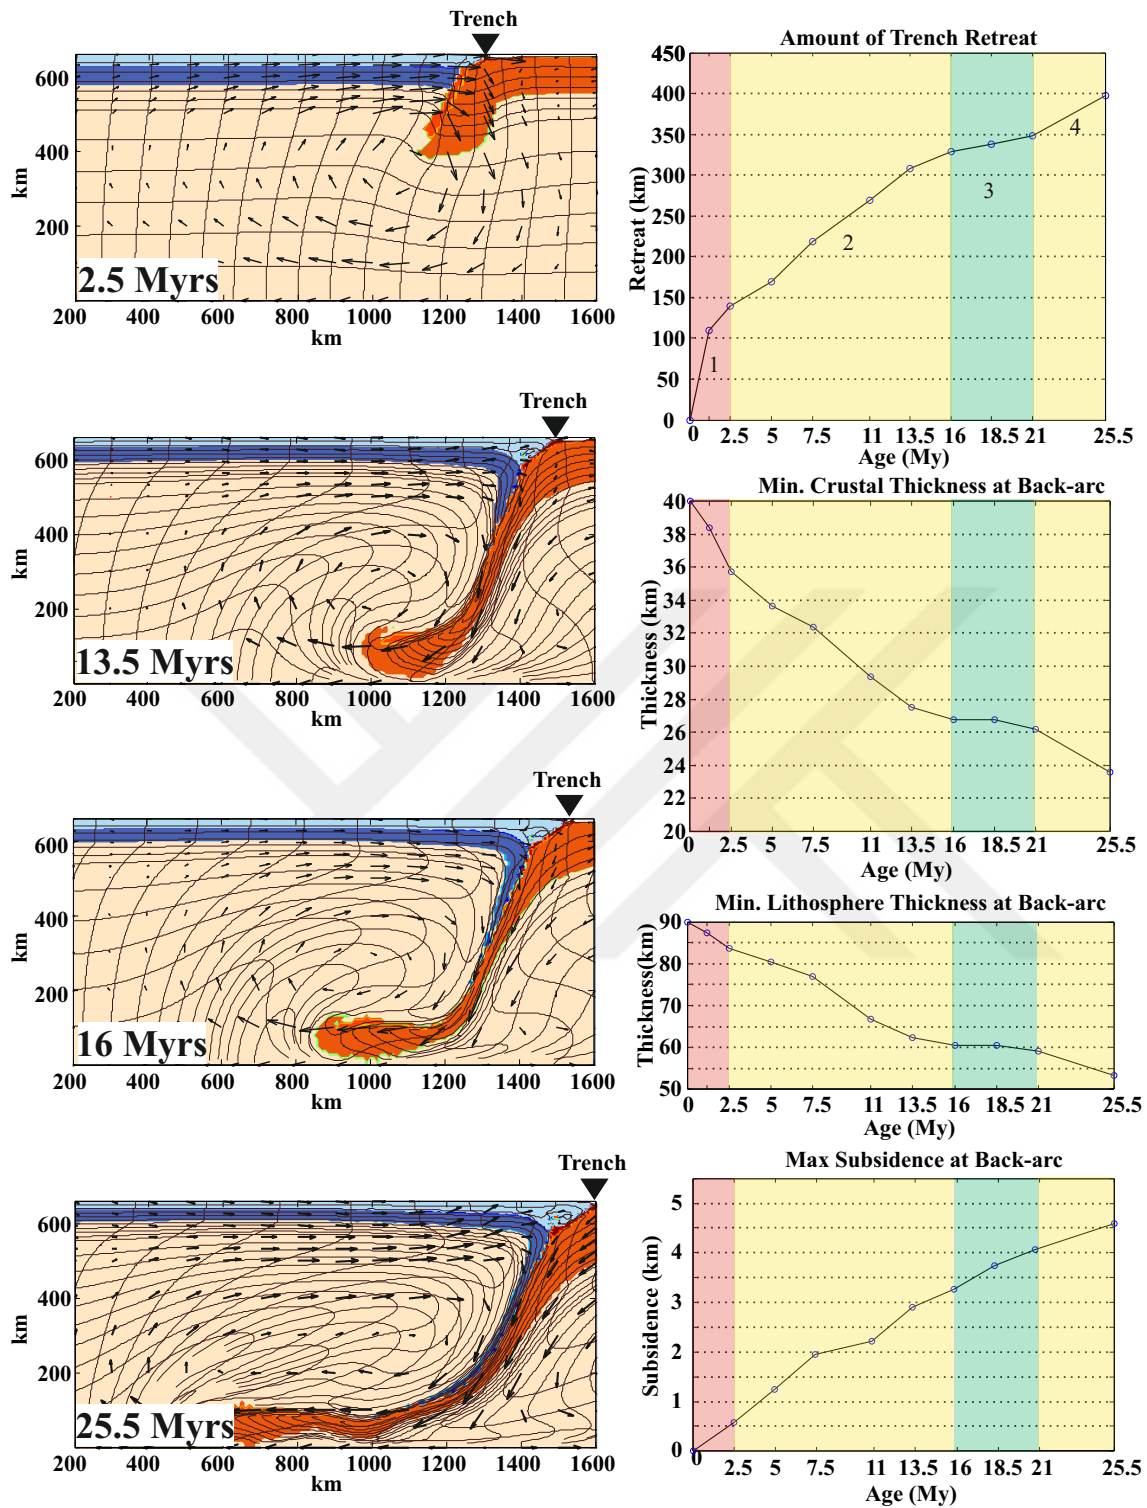 Trench
600
400
200
km
2.5 Myrs
200 400 600 800 1000 1200 1400 1600
km
Trench
600
400
200
km
13.5 Myrs
200 400 600 800 1000 1200 1400 1600
km
Trench
600
400
200
km
16 Myrs
200 400 600 800 1000 1200 1400 1600
km
Trench
600
400
200
km
25.5 Myrs
200 400 600 800 1000 1200 1400 1600
km
Amount of Trench Retreat
450
400
350
300
250
200
150
100
50
0
Retreat (km)
1
2
3
4
0 2.5 5 7.5 11 13.5 16 18.5 21 25.5
Age (My)
Min. Crustal Thickness at Back-arc
40
38
36
34
32
30
28
26
24
22
20
Thickness (km)
0 2.5 5 7.5 11 13.5 16 18.5 21 25.5
Age (My)
Min. Lithosphere Thickness at Back-arc
90
80
70
60
50
Thickness(km)
0 2.5 5 7.5 11 13.5 16 18.5 21 25.5
Age (My)
Max Subsidence at Back-arc
5
4
3
2
1
0
Subsidence (km)
0 2.5 5 7.5 11 13.5 16 18.5 21 25.5
Age (My)